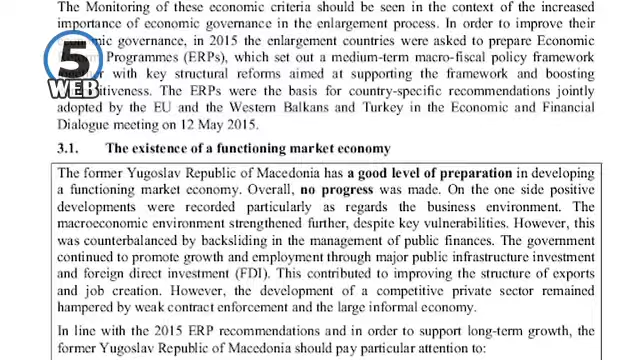 The Monitoring of these economic criteria should be seen in the context of the increased
importance of economic governance in the enlargement process. In order to improve their
governance, in 2015 the enlargement countries were asked to prepare Economic
Programmes (ERPs), which set out a medium-term macro-fiscal policy framework
with key structural reforms aimed at supporting the framework and boosting
The ERPs were the basis for country-specific recommendations jointly
adopted by the EU and the Western Balkans and Turkey in the Economic and Financial
Dialogue meeting on 12 May 2015.
5
WEB
3.1. The existence of a functioning market economy
The former Yugoslav Republic of Macedonia has a good level of preparation in developing
a functioning market economy. Overall, no progress was made. On the one side positive
developments were recorded particularly as regards the business environment. The
macroeconomic environment strengthened further, despite key vulnerabilities. However, this
was counterbalanced by backsliding in the management of public finances. The government
continued to promote growth and employment through major public infrastructure investment
and foreign direct investment (FDI). This contributed to improving the structure of exports
and job creation. However, the development of a competitive private sector remained
hampered by weak contract enforcement and the large informal economy.
In line with the 2015 ERP recommendations and in order to support long-term growth, the
former Yugoslav Republic of Macedonia should pay particular attention to: